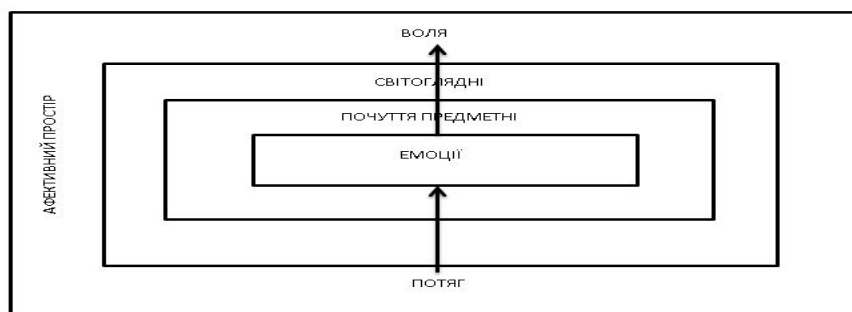 ВОЛЯ
СВІТОГЛЯДНІ
ПОЧУТТЯ ПРЕДМЕТНІ
ЕМОЦІЇ
АФЕКТИВНИЙ ПРОСТІР
ПОТЯГ